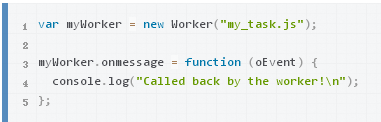 1 var myWorker = new Worker("my_task.js");
2
3 myWorker.onmessage = function (oEvent) {
4   console.log("Called back by the worker!\n");
5 };